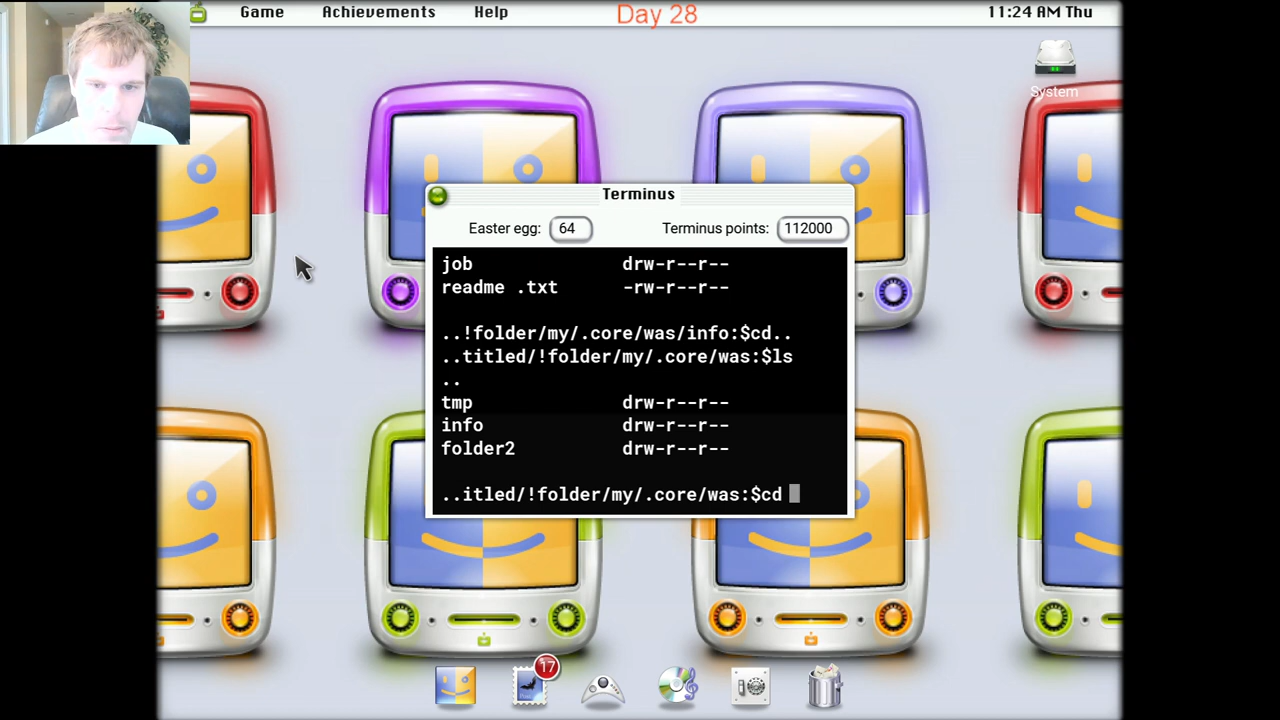 Game Achievements Help Day 28 11:24 AM Thu
System
Terminus
Easter egg: 64 Terminus points: 112000
job drw-r--r--
readme .txt -rw-r--r--
..!folder/my/.core/was/info:$cd..
..titled/!folder/my/.core/was:$ls
..
tmp drw-r--r--
info drw-r--r--
folder2 drw-r--r--
..itled/!folder/my/.core/was:$cd
17